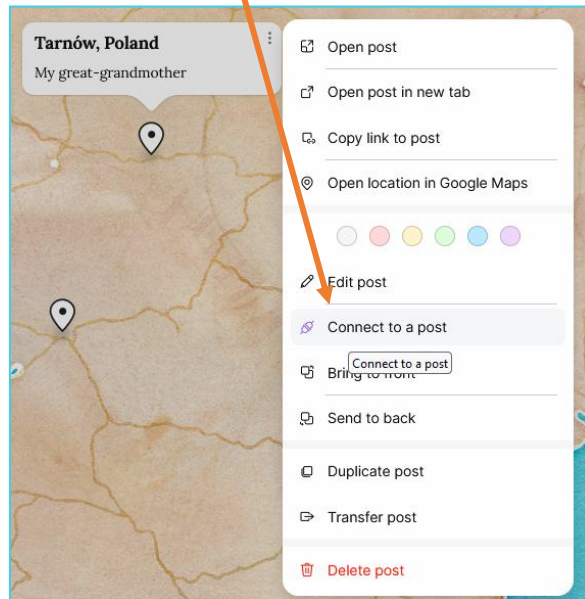 Tarnów, Poland
My great-grandmother
Open post
Open post in new tab
Copy link to post
Open location in Google Maps
Edit post
Connect to a post
Connect to a post
Bring to front
Send to back
Duplicate post
Transfer post
Delete post